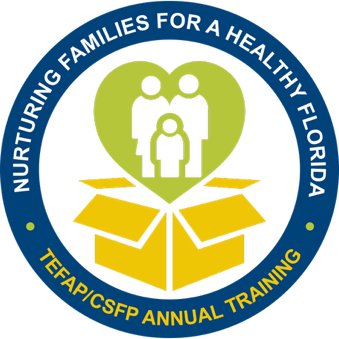 NURTURING FAMILIES FOR A HEALTHY FLORIDA
TEFAP/CSFP ANNUAL TRAINING